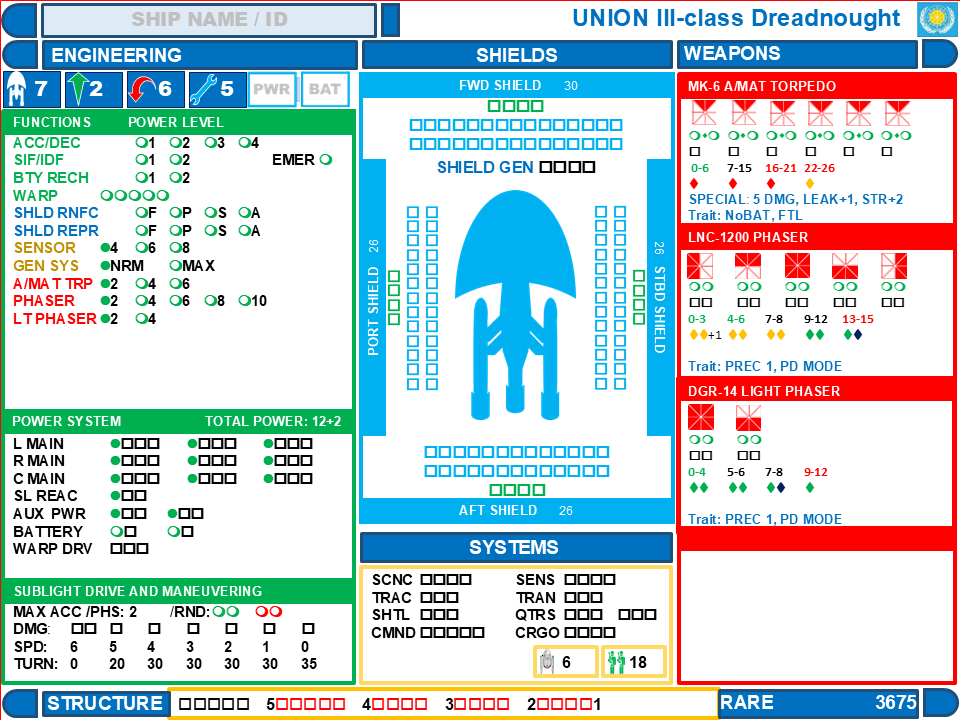 SHIP NAME / ID
UNION III-class Dreadnought
ENGINEERING
7 2 6 5 PWR BAT
FUNCTIONS POWER LEVEL
ACC/DEC 1 2 3 4
SIF/IDF 1 2 EMER
BTY RECH 1 2
WARP
SHLD RNFC F P S A
SHLD REPR F P S A
SENSOR 4 6 8
GEN SYS NRM MAX
A/MAT TRP 2 4 6
PHASER 2 4 6 8 10
LT PHASER 2 4
POWER SYSTEM TOTAL POWER: 12+2
L MAIN
R MAIN
C MAIN
SL REAC
AUX PWR
BATTERY
WARP DRV
SUBLIGHT DRIVE AND MANEUVERING
MAX ACC /PHS: 2 /RND:
DMG:
SPD: 6 5 4 3 2 1 0
TURN: 0 20 30 30 30 30 35
SHIELDS
FWD SHIELD 30
SHIELD GEN
PORT SHIELD 26
26 STBD SHIELD
AFT SHIELD 26
SYSTEMS
SCNC SENS
TRAC TRAN
SHTL QTRS
CMND CRGO
6 18
WEAPONS
MK-6 A/MAT TORPEDO
0-6 7-15 16-21 22-26
SPECIAL: 5 DMG, LEAK+1, STR+2
Trait: NoBAT, FTL
LNC-1200 PHASER
0-3 4-6 7-8 9-12 13-15
+1
Trait: PREC 1, PD MODE
DGR-14 LIGHT PHASER
0-4 5-6 7-8 9-12
Trait: PREC 1, PD MODE
STRUCTURE 5 4 3 2 1
RARE 3675